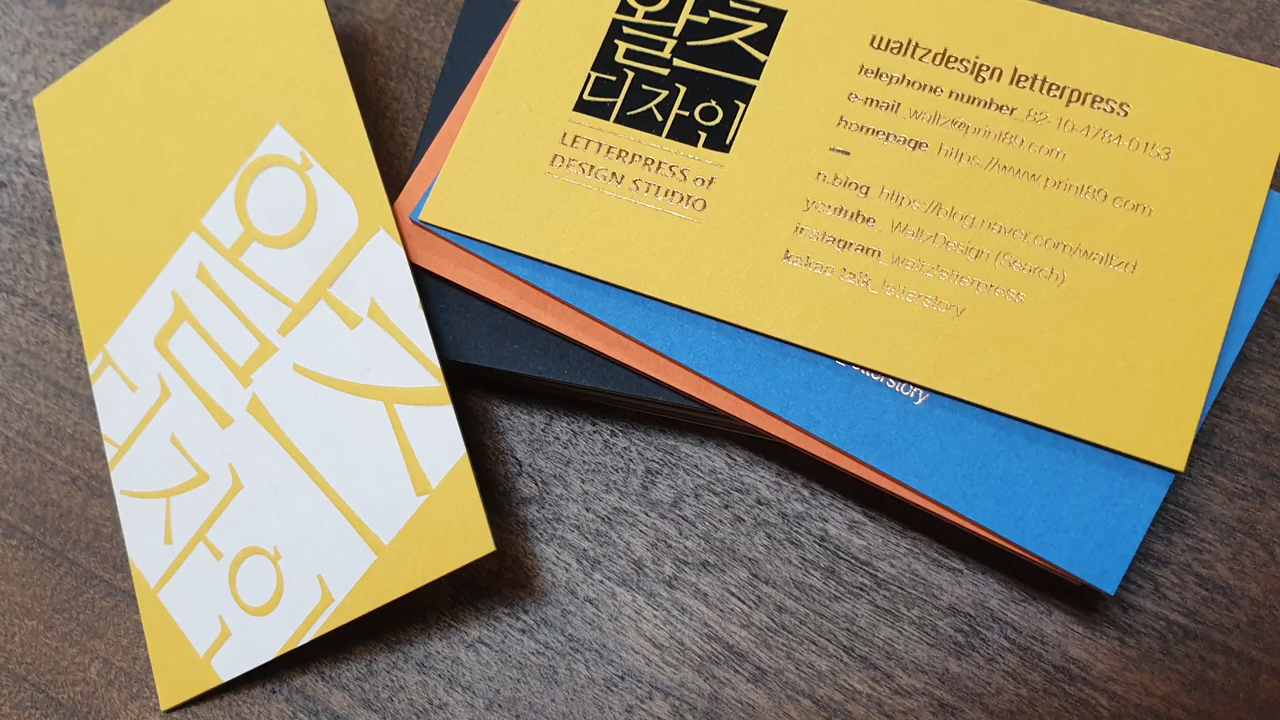 왈츠
디자인
왈츠
디자인
LETTERPRESS of
DESIGN STUDIO
waltzdesign letterpress
telephone number_82-10-4784-0153
e-mail_waltz@print89.com
homepage_https://www.print89.com
n.blog_https://blog.naver.com/waltzd
youtube_WaltzDesign (Search)
instagram_waltzletterpress
kakao talk_letterstory
letterstory